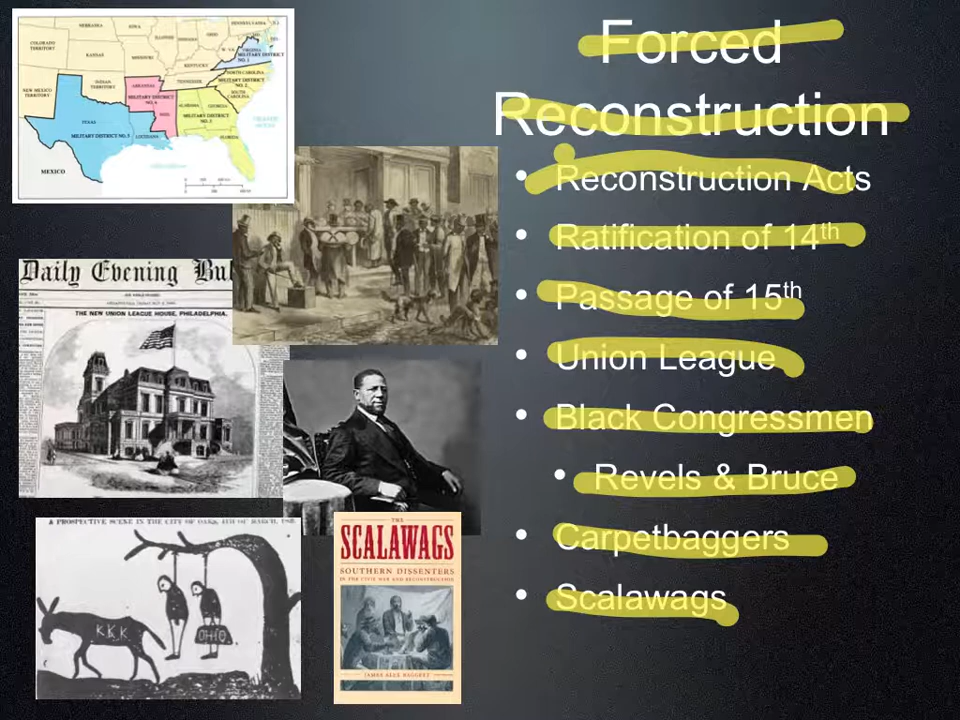 Forced
Reconstruction
• Reconstruction Acts
• Ratification of 14th
• Passage of 15th
• Union League
• Black Congressmen
• Revels & Bruce
• Carpetbaggers
• Scalawags
NEBRASKA
IOWA
PENNSYLVANIA
COLORADO TERRITORY
KANSAS
MISSOURI
ILLINOIS
INDIANA
OHIO
W. VA.
VIRGINIA
MILITARY DISTRICT NO. 1
KENTUCKY
NEW MEXICO TERRITORY
INDIAN TERRITORY
ARKANSAS
MILITARY DISTRICT NO. 4
MISS.
TENNESSEE
NORTH CAROLINA
MILITARY DISTRICT NO. 2
SOUTH CAROLINA
ALABAMA
GEORGIA
MILITARY DISTRICT NO. 3
TEXAS
MILITARY DISTRICT NO. 5
LOUISIANA
FLORIDA
MEXICO
Daily Evening Bul
THE NEW UNION LEAGUE HOUSE, PHILADELPHIA.
A PROSPECTIVE SCENE IN THE CITY OF OAKS, 4TH OF MARCH, 1869.
KKK
OHIO
THE
SCALAWAGS
SOUTHERN DISSENTERS
IN THE CIVIL WAR AND RECONSTRUCTION
JAMES ALEX BAGGETT